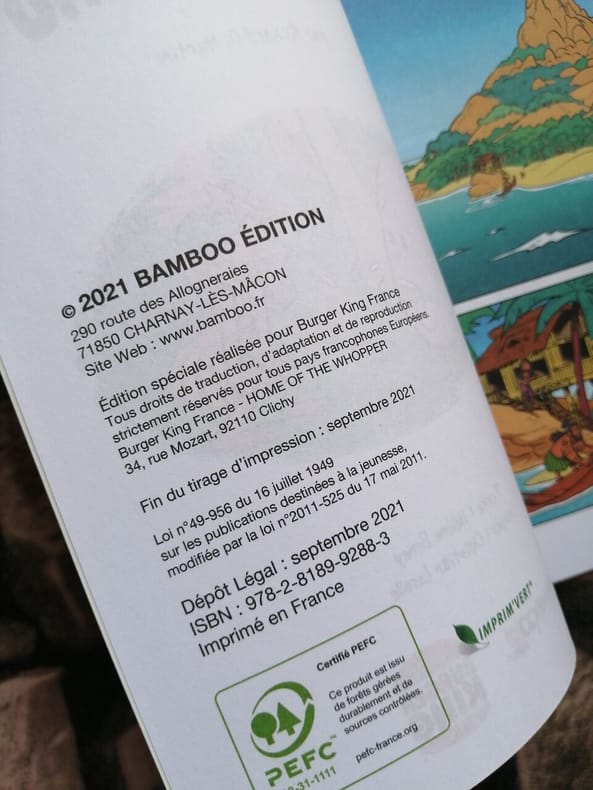 © 2021 BAMBOO ÉDITION
290 route des Allogneraies
71850 CHARNAY-LÈS-MÂCON
Site Web : www.bamboo.fr
Édition spéciale réalisée pour Burger King France
Tous droits de traduction, d'adaptation et de reproduction
strictement réservés pour tous pays francophones Européens.
Burger King France - HOME OF THE WHOPPER
34, rue Mozart, 92110 Clichy
Fin du tirage d'impression : septembre 2021
Loi n°49-956 du 16 juillet 1949
sur les publications destinées à la jeunesse,
modifiée par la loi n°2011-525 du 17 mai 2011.
Dépôt Légal : septembre 2021
ISBN : 978-2-8189-9288-3
Imprimé en France
IMPRIM'VERT®
Certifié PEFC
Ce produit est issu
de forêts gérées
durablement et de
sources contrôlées.
pefc-france.org
PEFC™
-31-1111